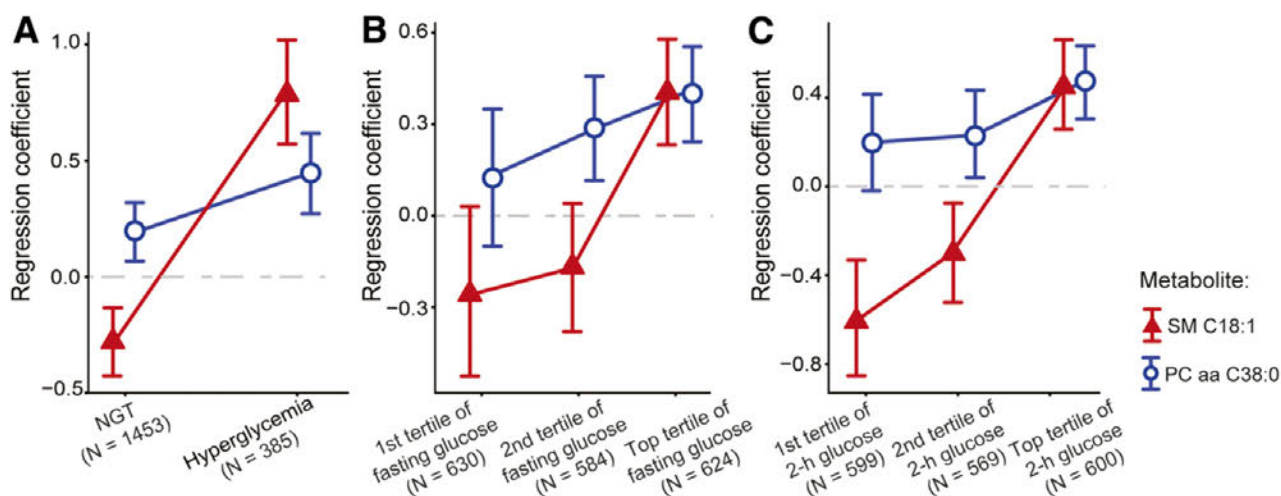 A
Regression coefficient
1.0
0.5
0.0
−0.5
NGT
(N = 1453)
Hyperglycemia
(N = 385)
B
Regression coefficient
0.6
0.3
0.0
−0.3
1st tertile of
fasting glucose
(N = 630)
2nd tertile of
fasting glucose
(N = 584)
Top tertile of
fasting glucose
(N = 624)
C
Regression coefficient
0.4
0.0
−0.4
−0.8
1st tertile of
2-h glucose
(N = 599)
2nd tertile of
2-h glucose
(N = 569)
Top tertile of
2-h glucose
(N = 600)
Metabolite:
SM C18:1
PC aa C38:0